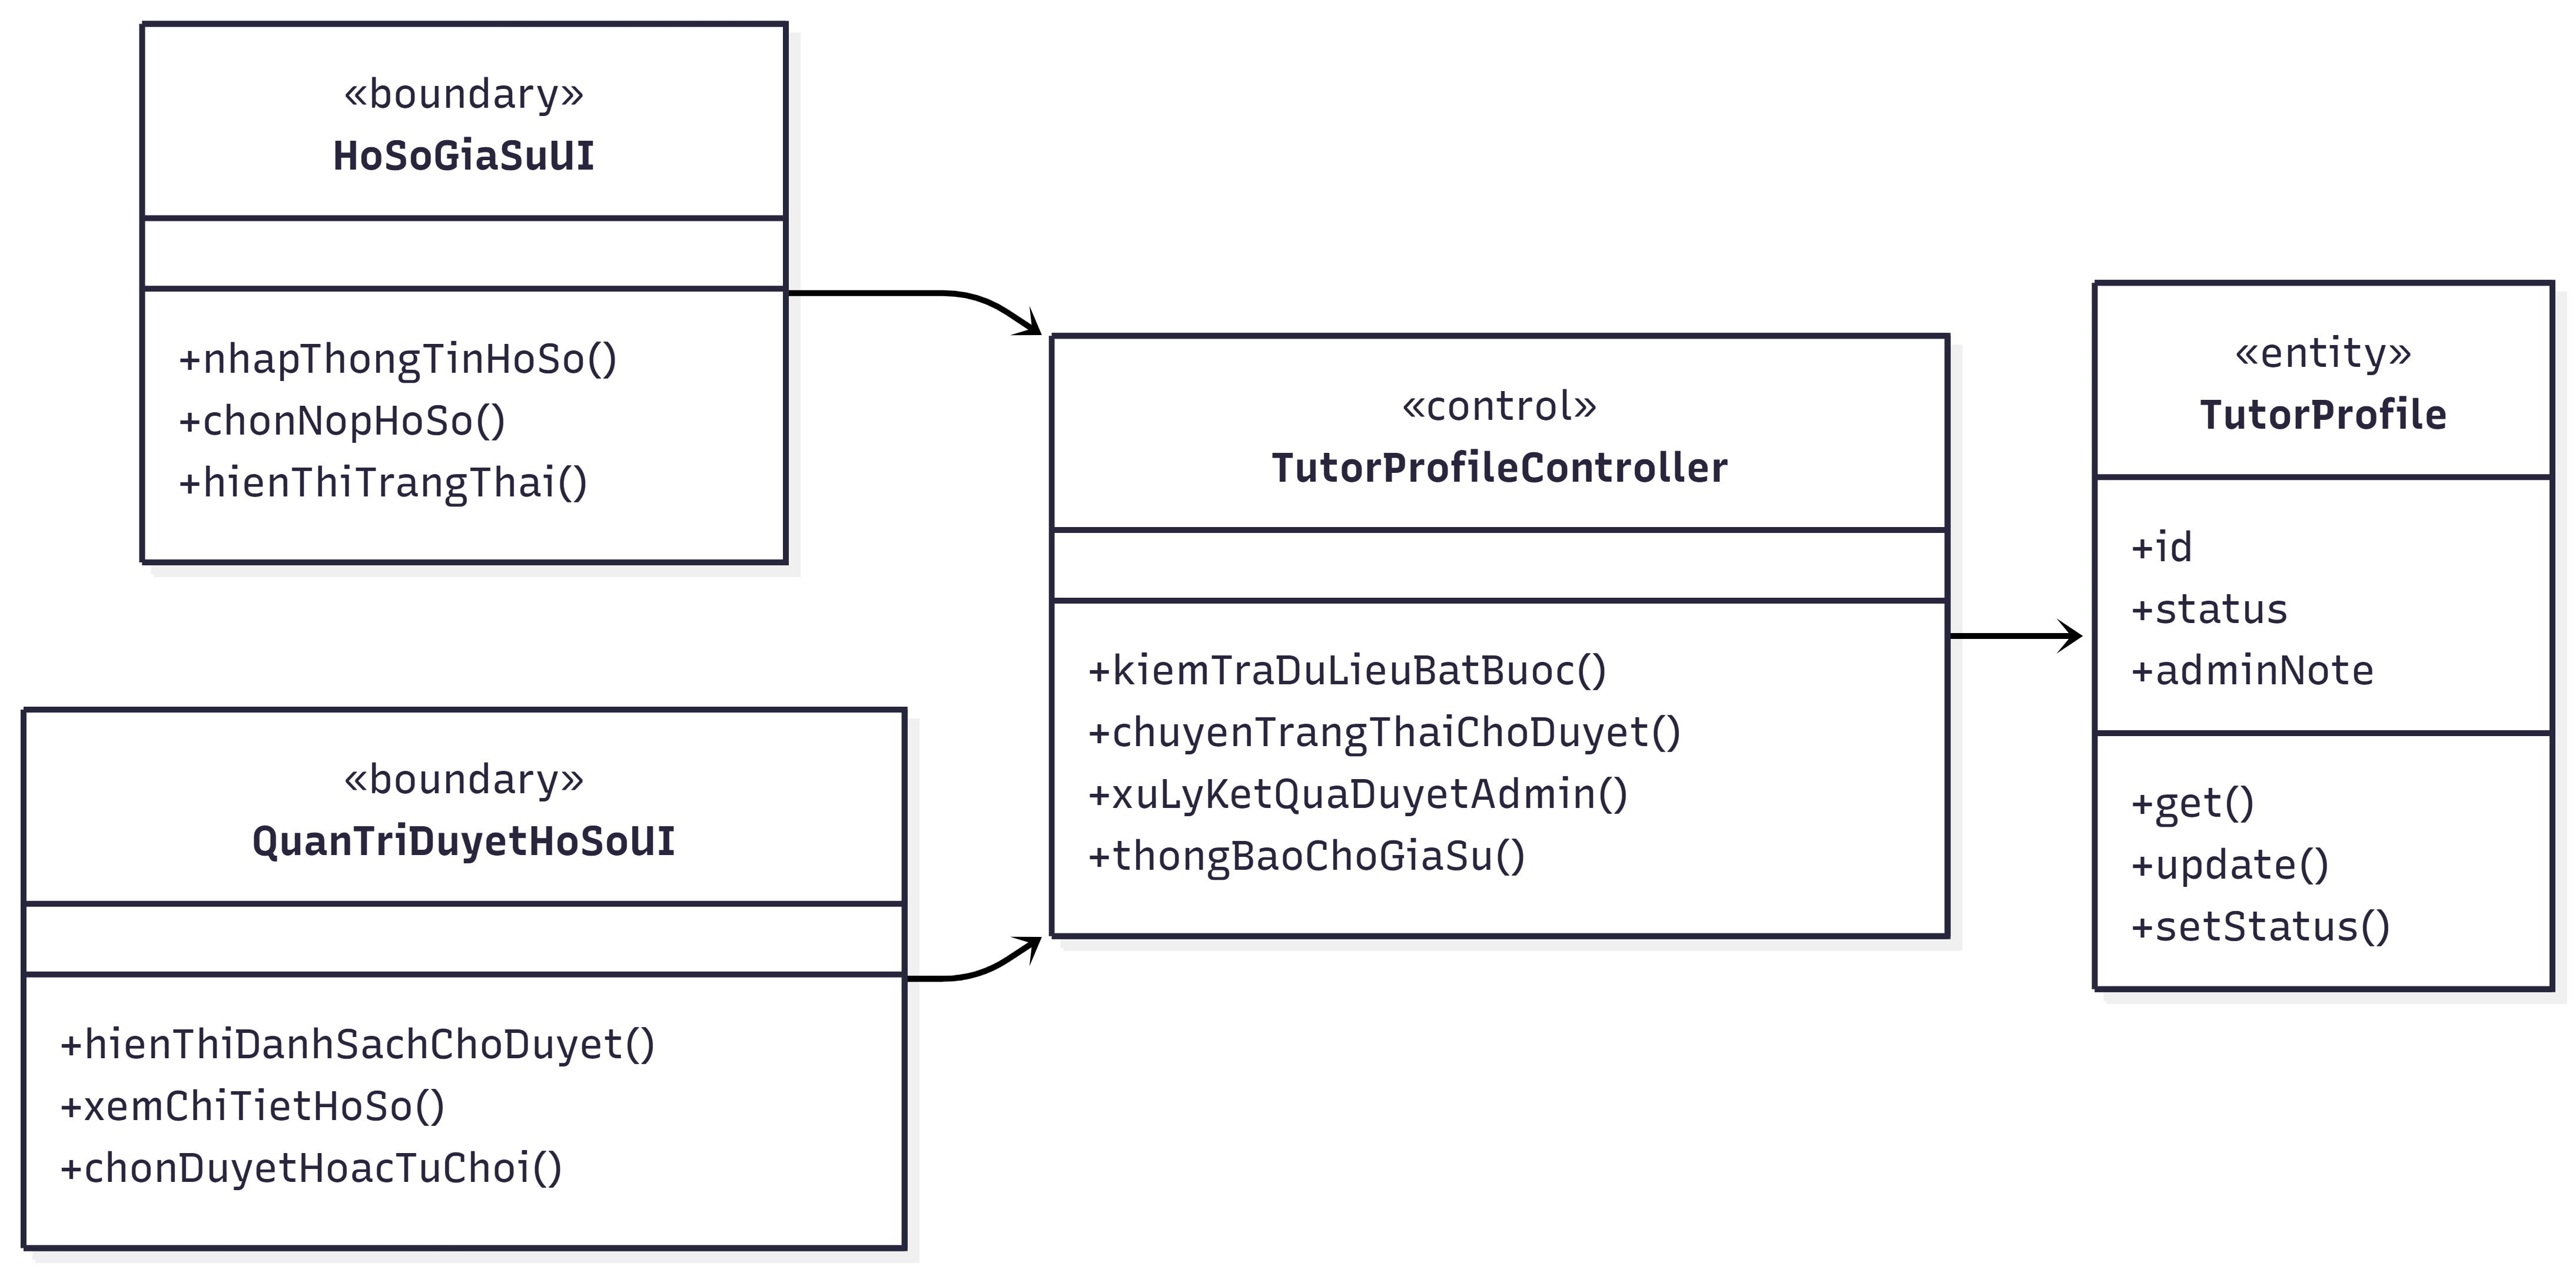 «boundary»
HoSoGiaSuUI
+nhapThongTinHoSo()
+chonNopHoSo()
+hienThiTrangThai()
«boundary»
QuanTriDuyetHoSoUI
+hienThiDanhSachChoDuyet()
+xemChiTietHoSo()
+chonDuyetHoacTuChoi()
«control»
TutorProfileController
+kiemTraDuLieuBatBuoc()
+chuyenTrangThaiChoDuyet()
+xuLyKetQuaDuyetAdmin()
+thongBaoChoGiaSu()
«entity»
TutorProfile
+id
+status
+adminNote
+get()
+update()
+setStatus()